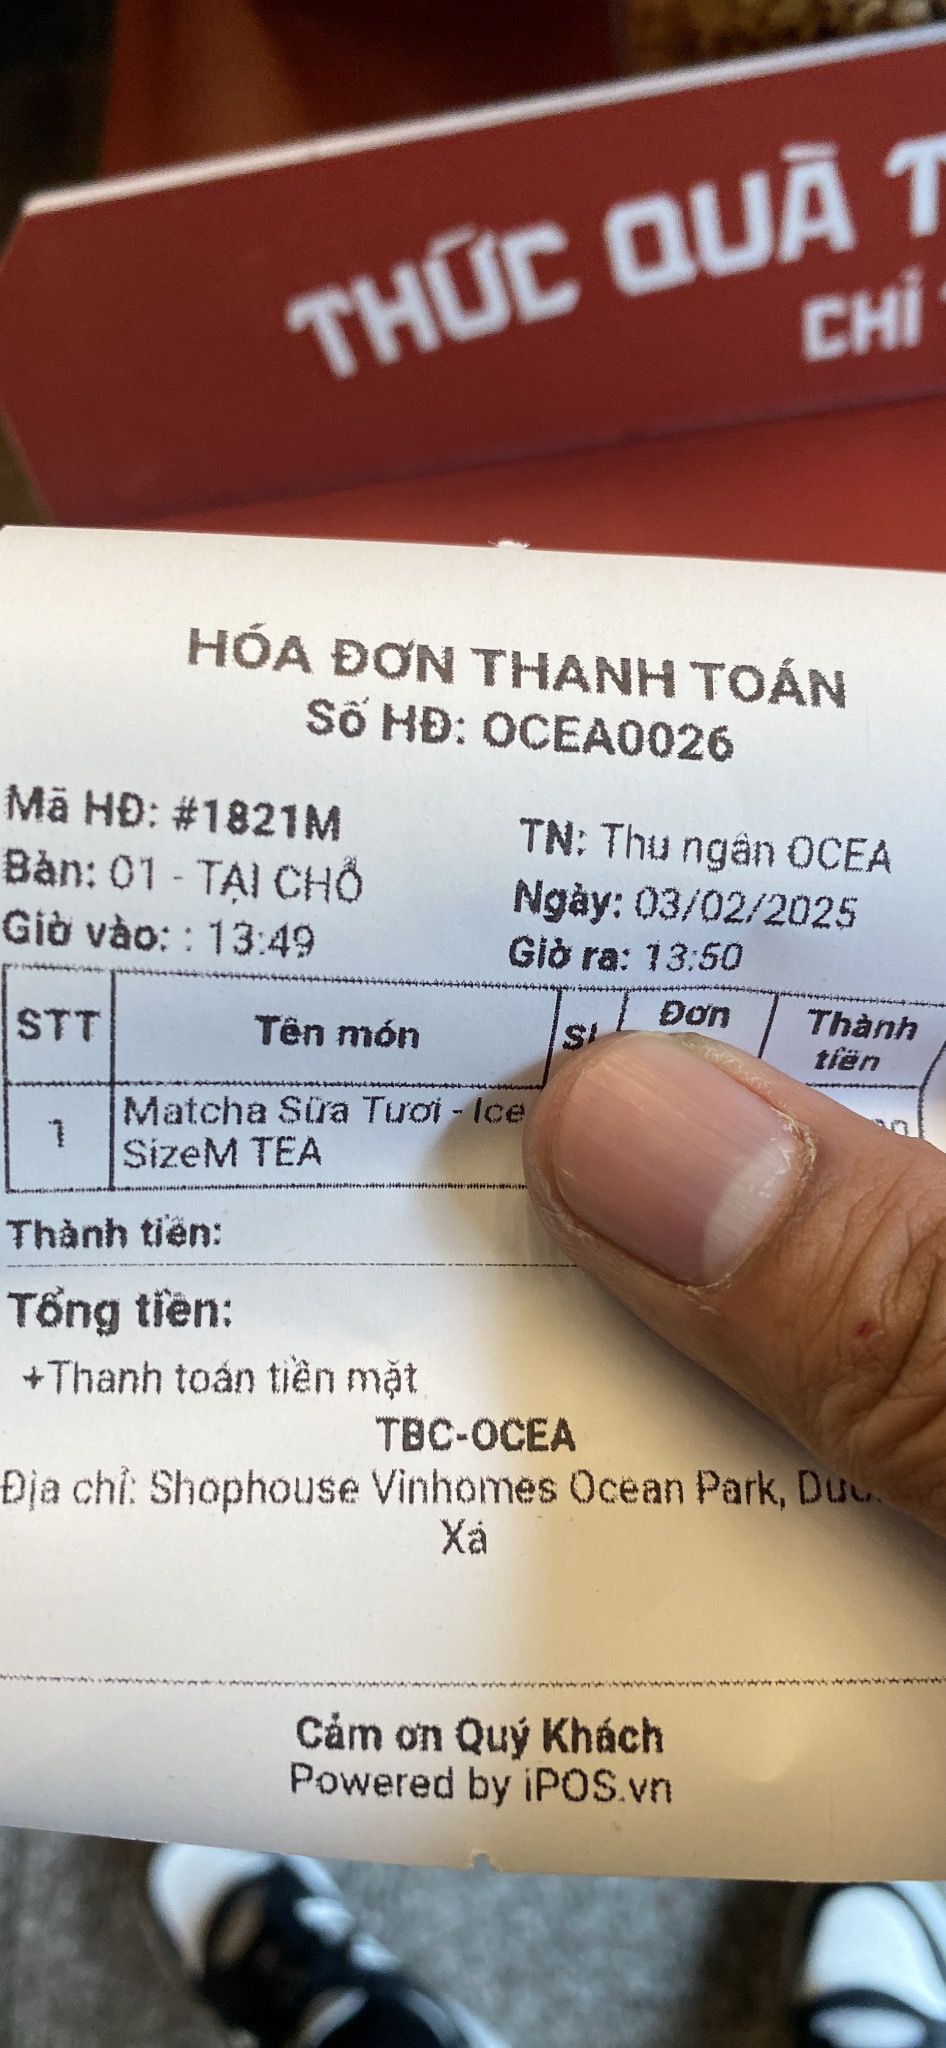 THỨC QUÀ
CHỈ
HÓA ĐƠN THANH TOÁN
Số HĐ: OCEA0026
Mã HĐ: #1821M
TN: Thu ngân OCEA
Bàn: 01 - TẠI CHỖ
Ngày: 03/02/2025
Giờ vào: : 13:49
Giờ ra: 13:50
STT Tên món Đơn Thành tiền
1 Matcha Sữa Tươi - Ice
SizeM TEA
Thành tiền:
Tổng tiền:
+Thanh toán tiền mặt
TBC-OCEA
Địa chỉ: Shophouse Vinhomes Ocean Park,
Xá
Cảm ơn Quý Khách
Powered by iPOS.vn